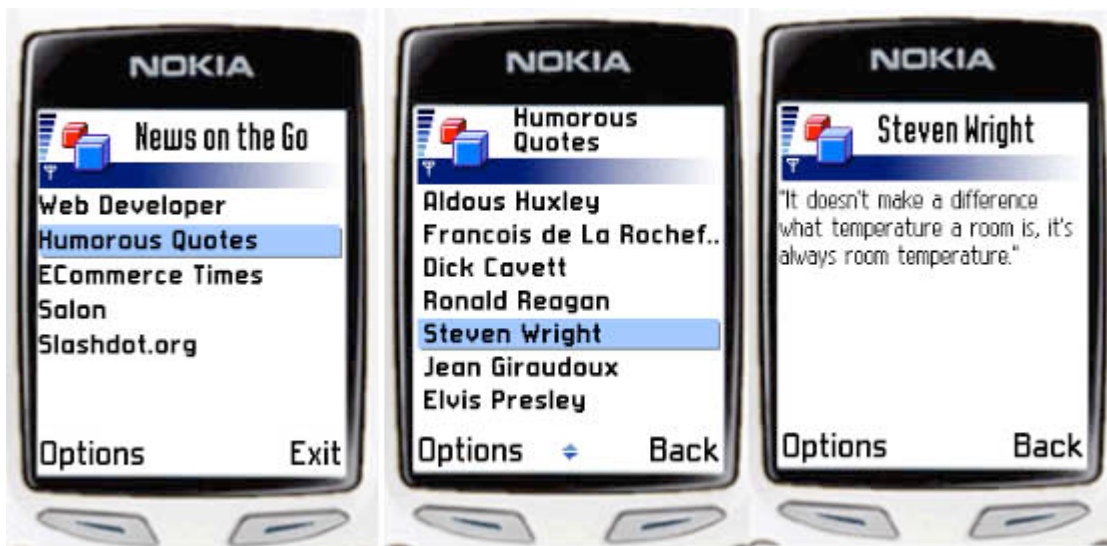 NOKIA
News on the Go
Web Developer
Humorous Quotes
ECommerce Times
Salon
Slashdot.org
Options Exit
NOKIA
Humorous
Quotes
Aldous Huxley
Francois de La Rochef..
Dick Cavett
Ronald Reagan
Steven Wright
Jean Giraudoux
Elvis Presley
Options Back
NOKIA
Steven Wright
"It doesn't make a difference
what temperature a room is, it's
always room temperature."
Options Back